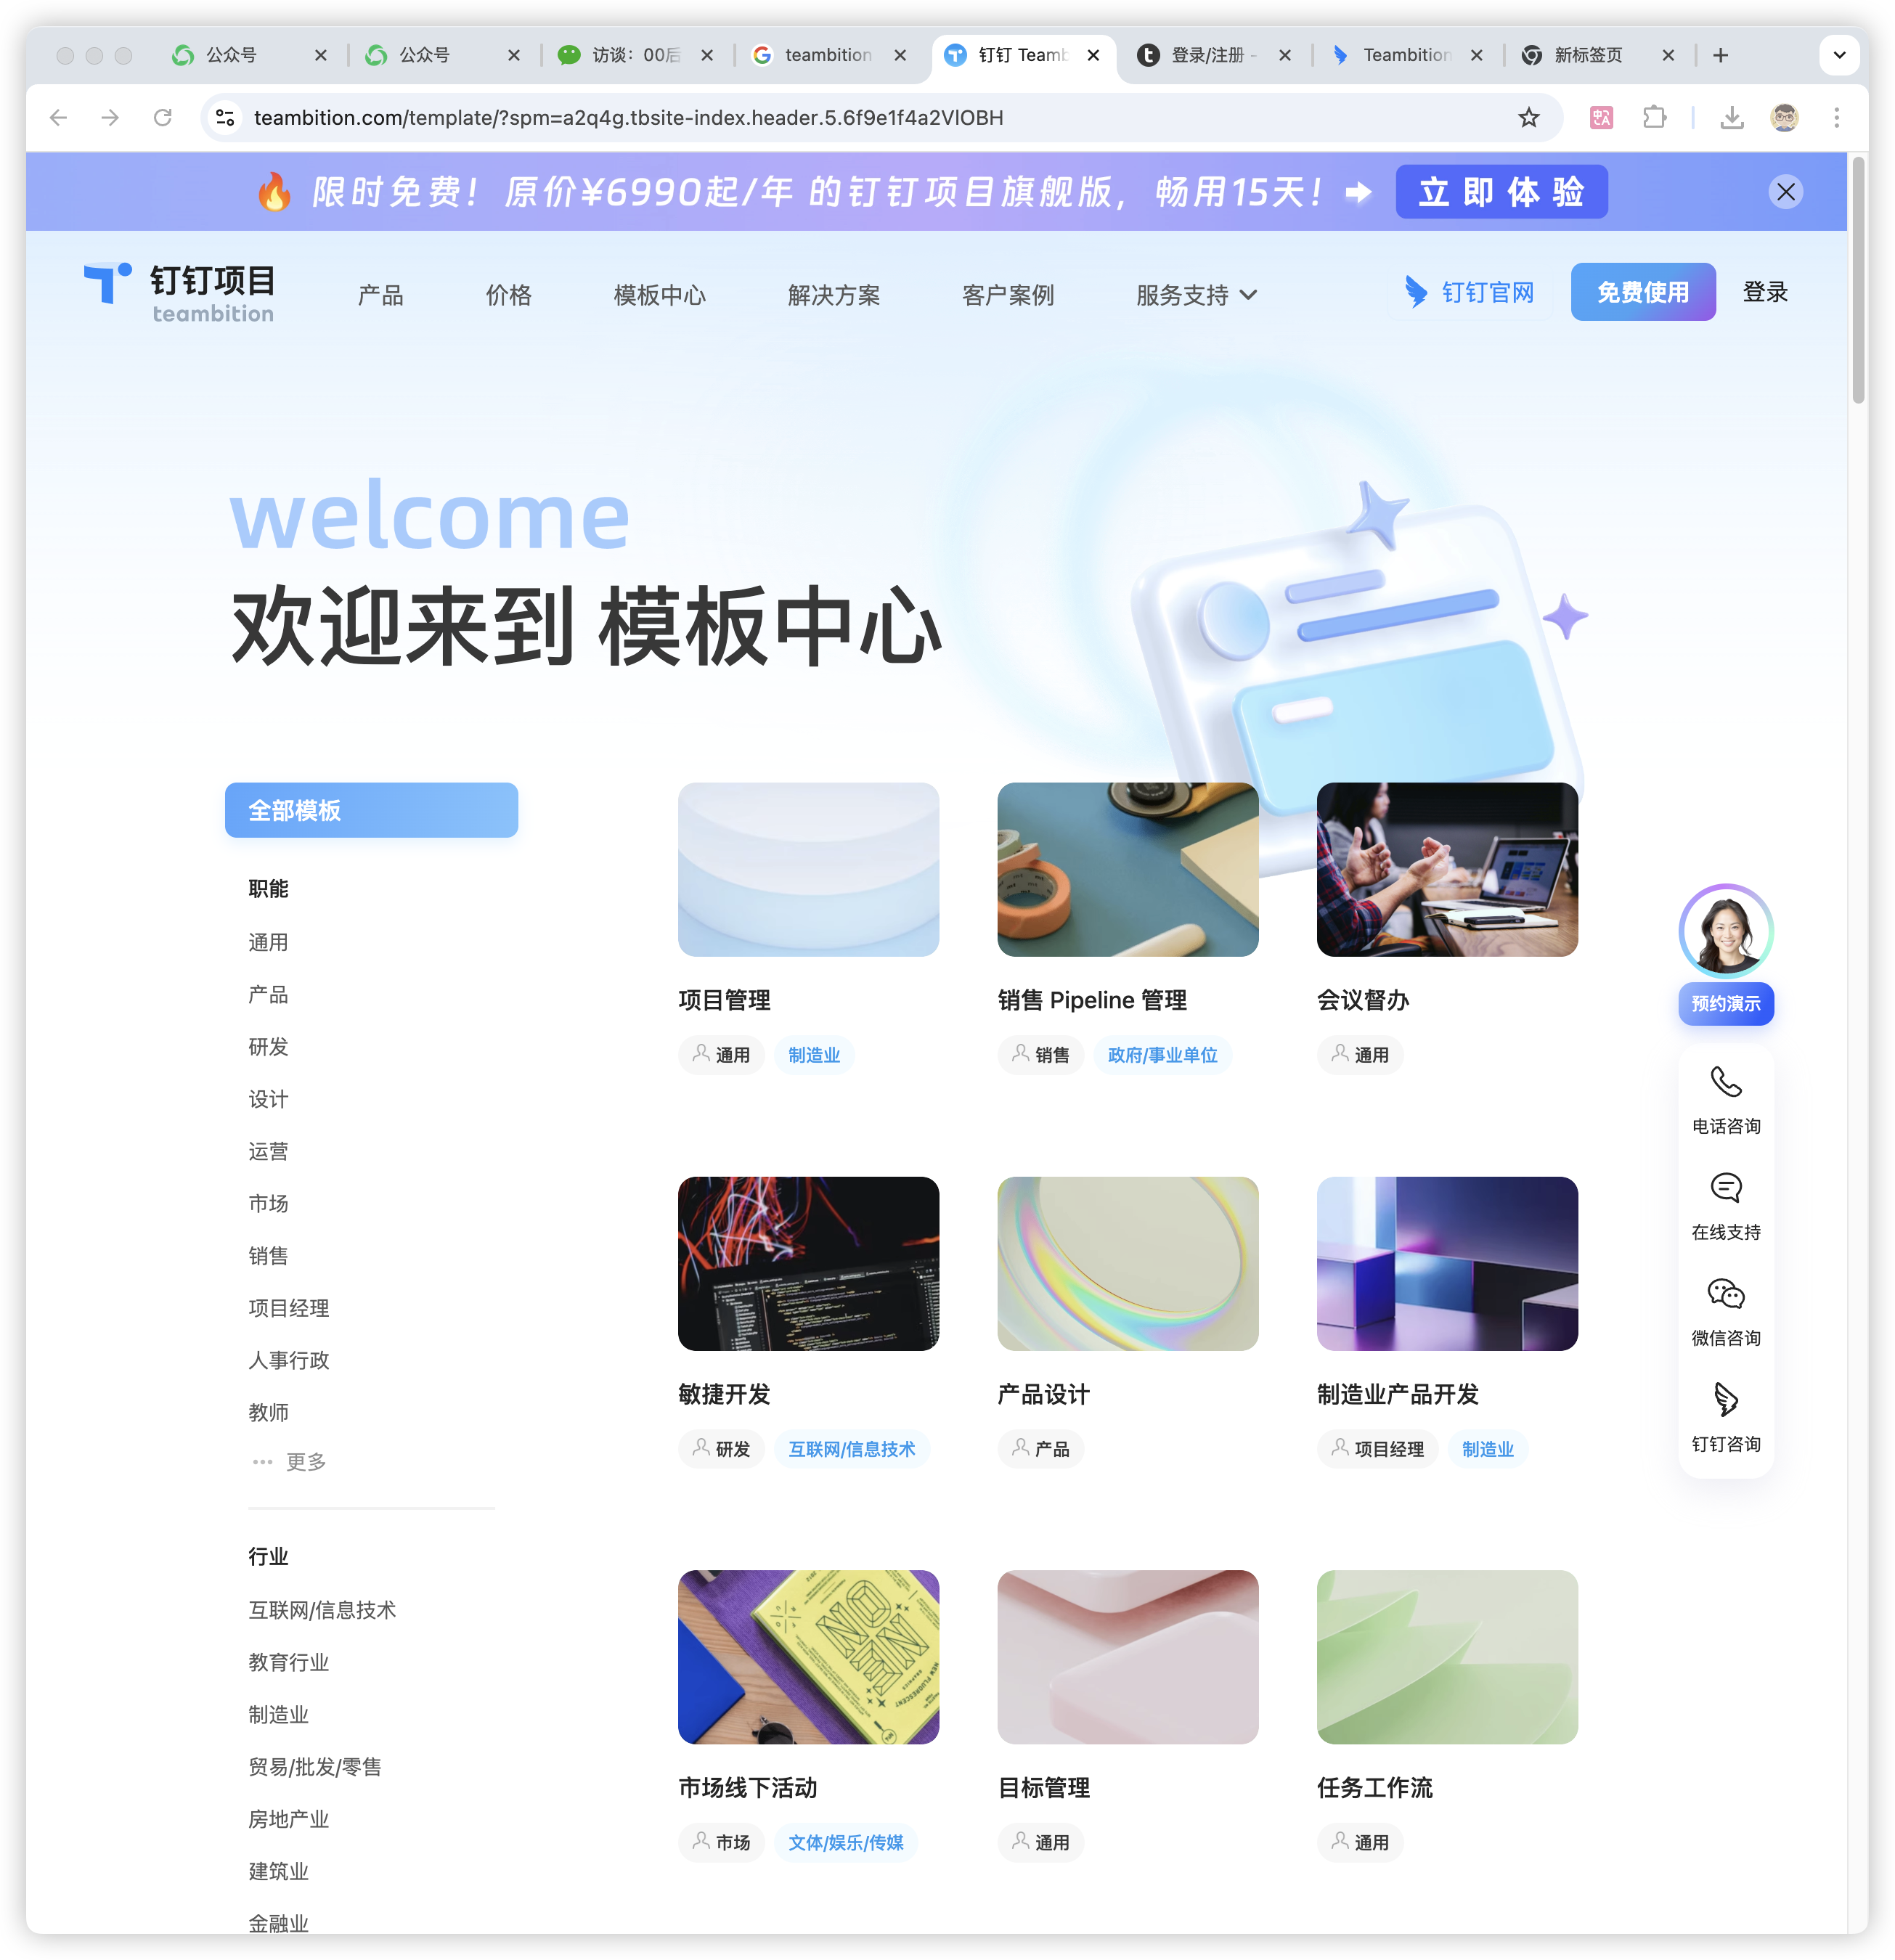 公众号
公众号
访谈：00后
teambition
钉钉 Teamb
登录/注册 -
Teambition
新标签页
teambition.com/template/?spm=a2q4g.tbsite-index.header.5.6f9e1f4a2VlOBH
限时免费！原价¥6990起/年 的钉钉项目旗舰版，畅用15天！
立即体验
钉钉项目
teambition
产品
价格
模板中心
解决方案
客户案例
服务支持
钉钉官网
免费使用
登录
welcome
欢迎来到 模板中心
全部模板
职能
通用
产品
研发
设计
运营
市场
销售
项目经理
人事行政
教师
··· 更多
行业
互联网/信息技术
教育行业
制造业
贸易/批发/零售
房地产业
建筑业
金融业
项目管理
通用 制造业
销售 Pipeline 管理
销售 政府/事业单位
会议督办
通用
敏捷开发
研发 互联网/信息技术
产品设计
产品
制造业产品开发
项目经理 制造业
市场线下活动
市场 文体/娱乐/传媒
目标管理
通用
任务工作流
通用
预约演示
电话咨询
在线支持
微信咨询
钉钉咨询